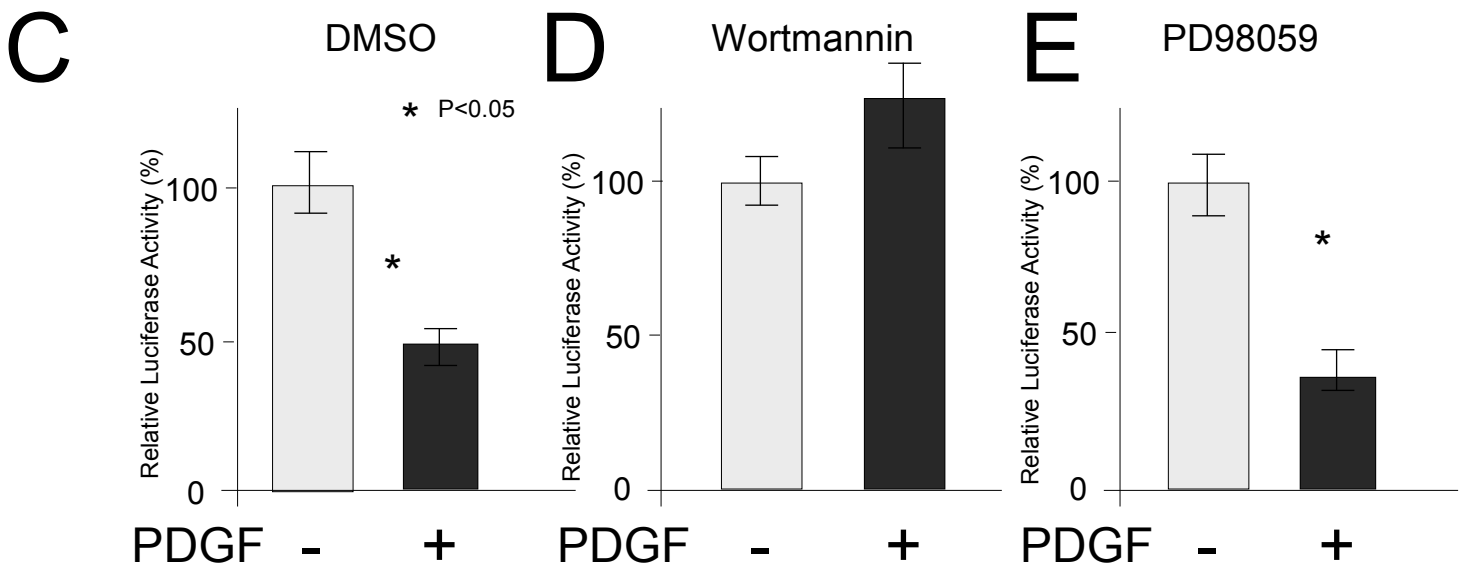 C
DMSO
* P<0.05
Relative Luciferase Activity (%)
100
*
50
0
PDGF - +
D
Wortmannin
Relative Luciferase Activity (%)
100
50
0
PDGF - +
E
PD98059
Relative Luciferase Activity (%)
100
*
50
0
PDGF - +